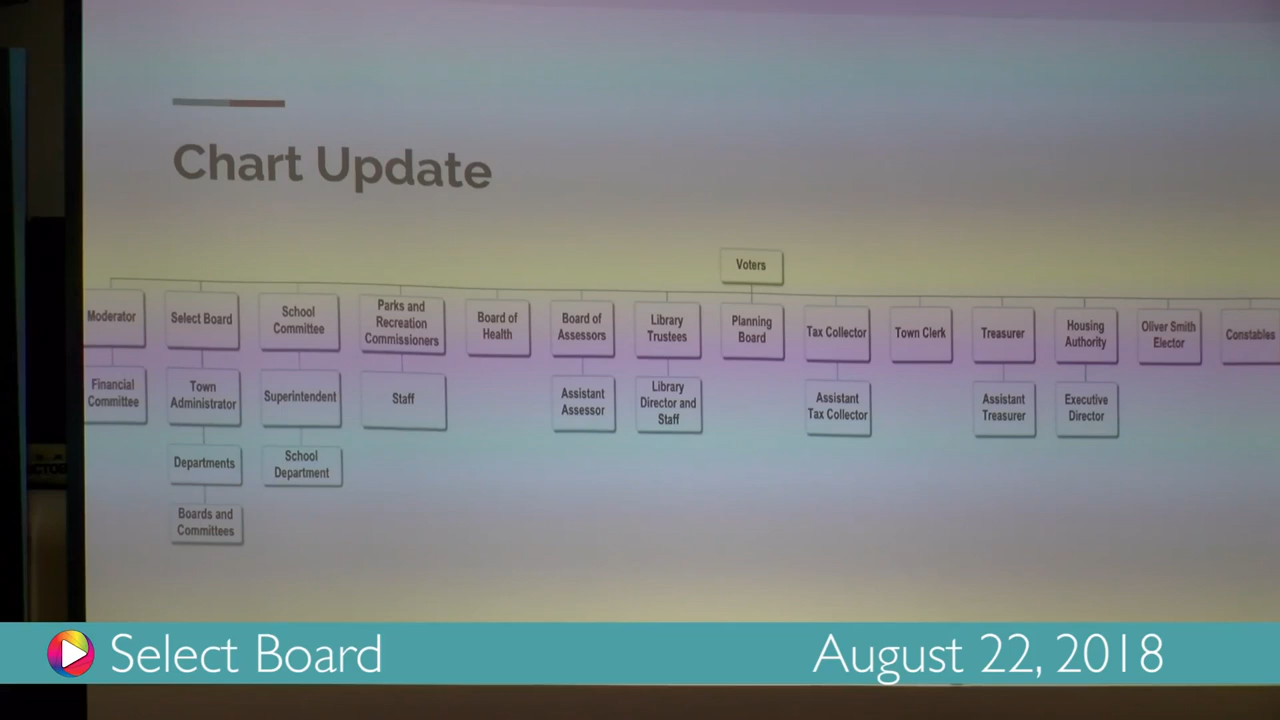 Chart Update
Voters
Moderator
Select Board
School
Committee
Parks and
Recreation
Commissioners
Board of
Health
Board of
Assessors
Library
Trustees
Planning
Board
Tax Collector
Town Clerk
Treasurer
Housing
Authority
Oliver Smith
Elector
Constables
Financial
Committee
Town
Administrator
Superintendent
Staff
Assistant
Assessor
Library
Director and
Staff
Assistant
Tax Collector
Assistant
Treasurer
Executive
Director
Departments
School
Department
Boards and
Committees
Select Board
August 22, 2018